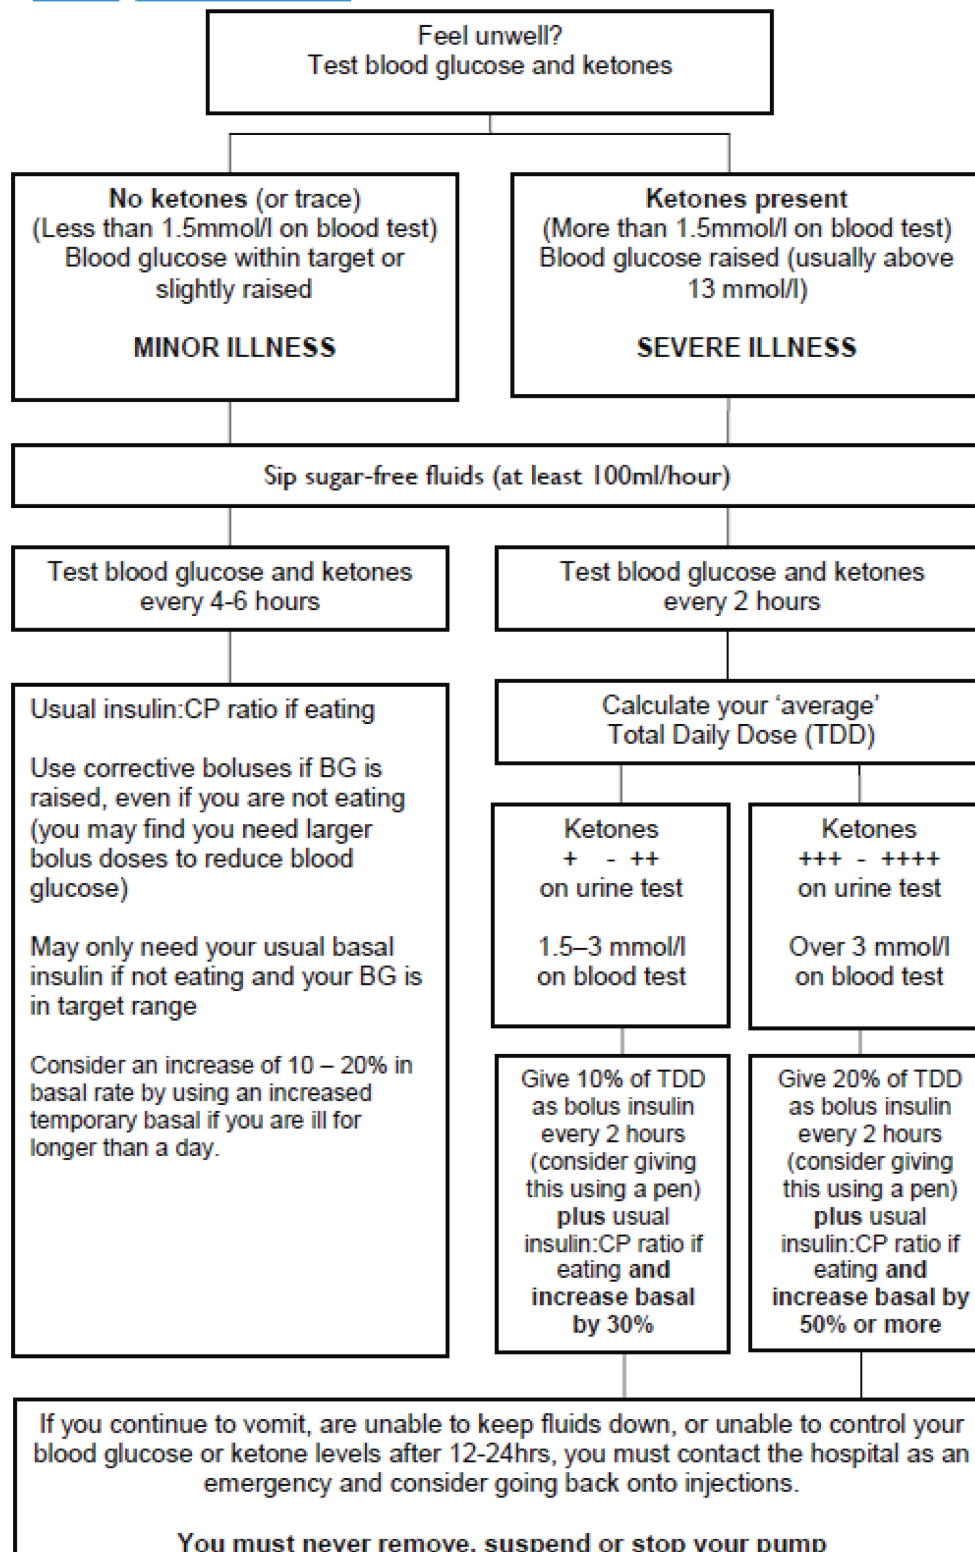 Feel unwell?
Test blood glucose and ketones
No ketones (or trace)
(Less than 1.5mmol/l on blood test)
Blood glucose within target or
slightly raised
MINOR ILLNESS
Ketones present
(More than 1.5mmol/l on blood test)
Blood glucose raised (usually above
13 mmol/l)
SEVERE ILLNESS
Sip sugar-free fluids (at least 100ml/hour)
Test blood glucose and ketones
every 4-6 hours
Test blood glucose and ketones
every 2 hours
Usual insulin:CP ratio if eating
Use corrective boluses if BG is
raised, even if you are not eating
(you may find you need larger
bolus doses to reduce blood
glucose)
May only need your usual basal
insulin if not eating and your BG is
in target range
Consider an increase of 10 – 20% in
basal rate by using an increased
temporary basal if you are ill for
longer than a day.
Calculate your ‘average’
Total Daily Dose (TDD)
Ketones
+ - ++
on urine test
1.5–3 mmol/l
on blood test
Ketones
+++ - ++++
on urine test
Over 3 mmol/l
on blood test
Give 10% of TDD
as bolus insulin
every 2 hours
(consider giving
this using a pen)
plus usual
insulin:CP ratio if
eating and
increase basal
by 30%
Give 20% of TDD
as bolus insulin
every 2 hours
(consider giving
this using a pen)
plus usual
insulin:CP ratio if
eating and
increase basal by
50% or more
If you continue to vomit, are unable to keep fluids down, or unable to control your
blood glucose or ketone levels after 12-24hrs, you must contact the hospital as an
emergency and consider going back onto injections.
You must never remove, suspend or stop your pump